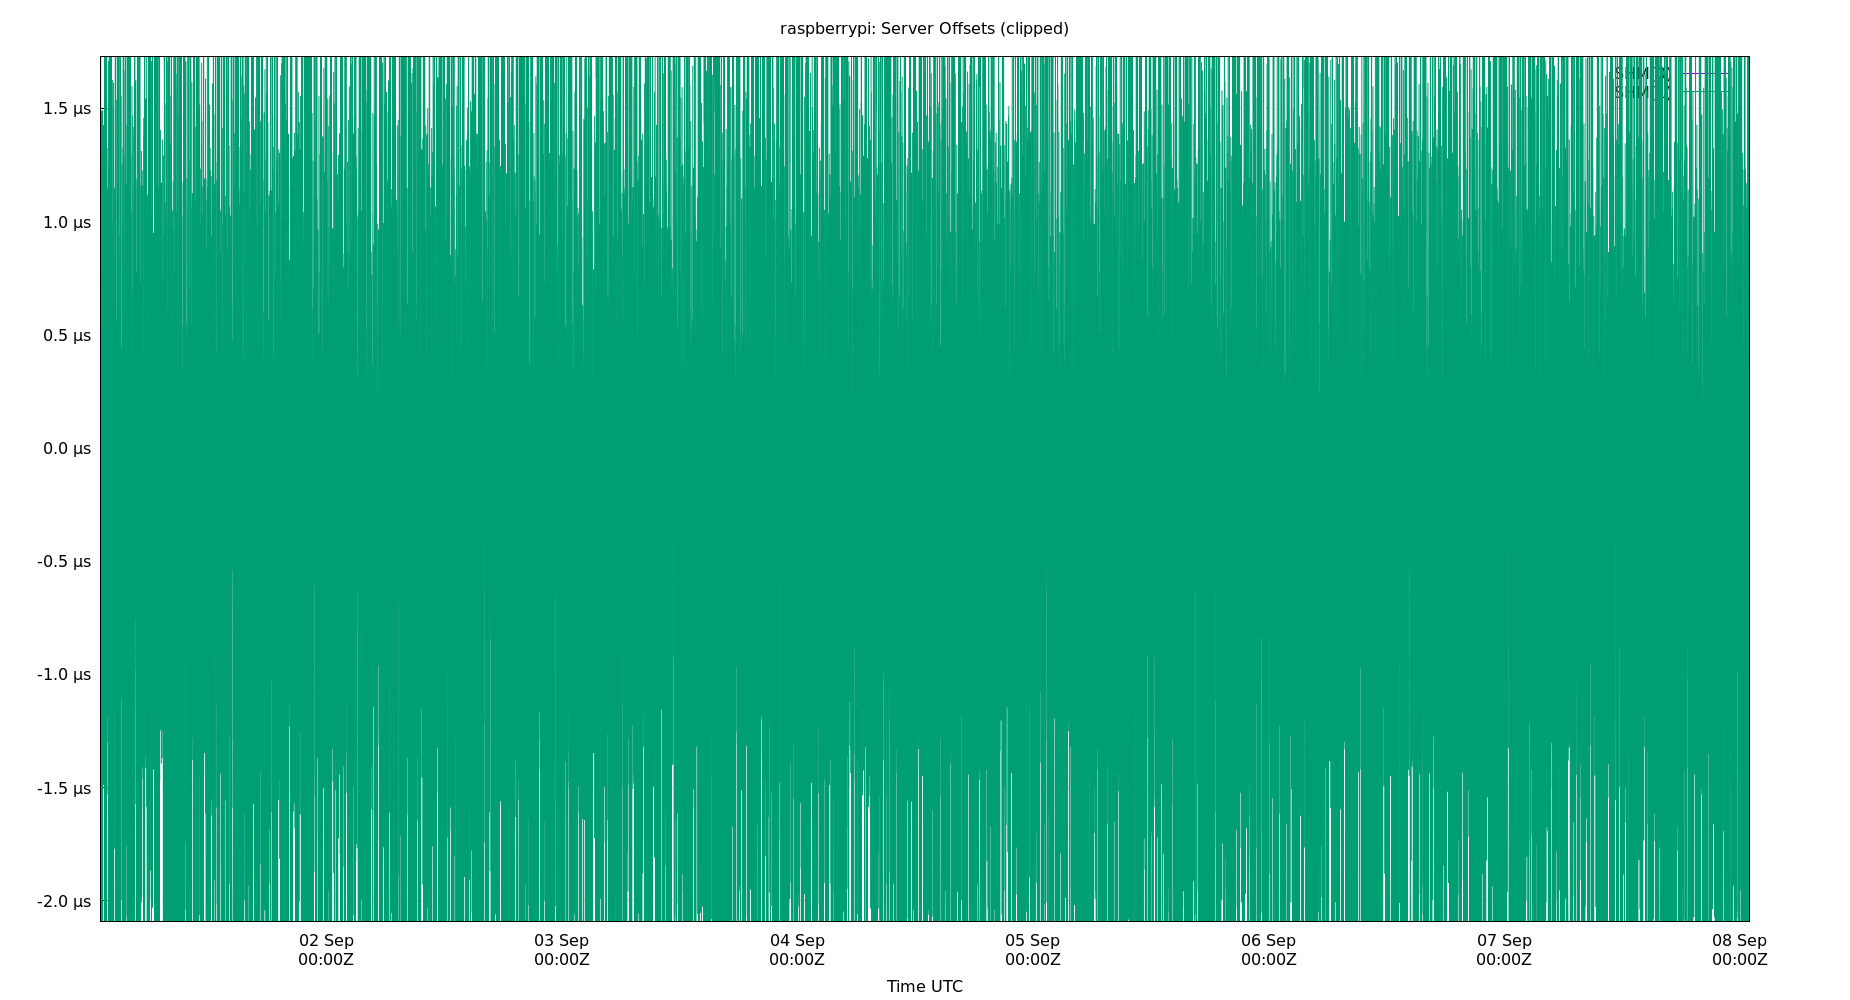 raspberrypi: Server Offsets (clipped)
1.5 µs
1.0 µs
0.5 µs
0.0 µs
-0.5 µs
-1.0 µs
-1.5 µs
-2.0 µs
02 Sep 03 Sep 04 Sep 05 Sep 06 Sep 07 Sep 08 Sep
00:00Z 00:00Z 00:00Z 00:00Z 00:00Z 00:00Z 00:00Z
Time UTC